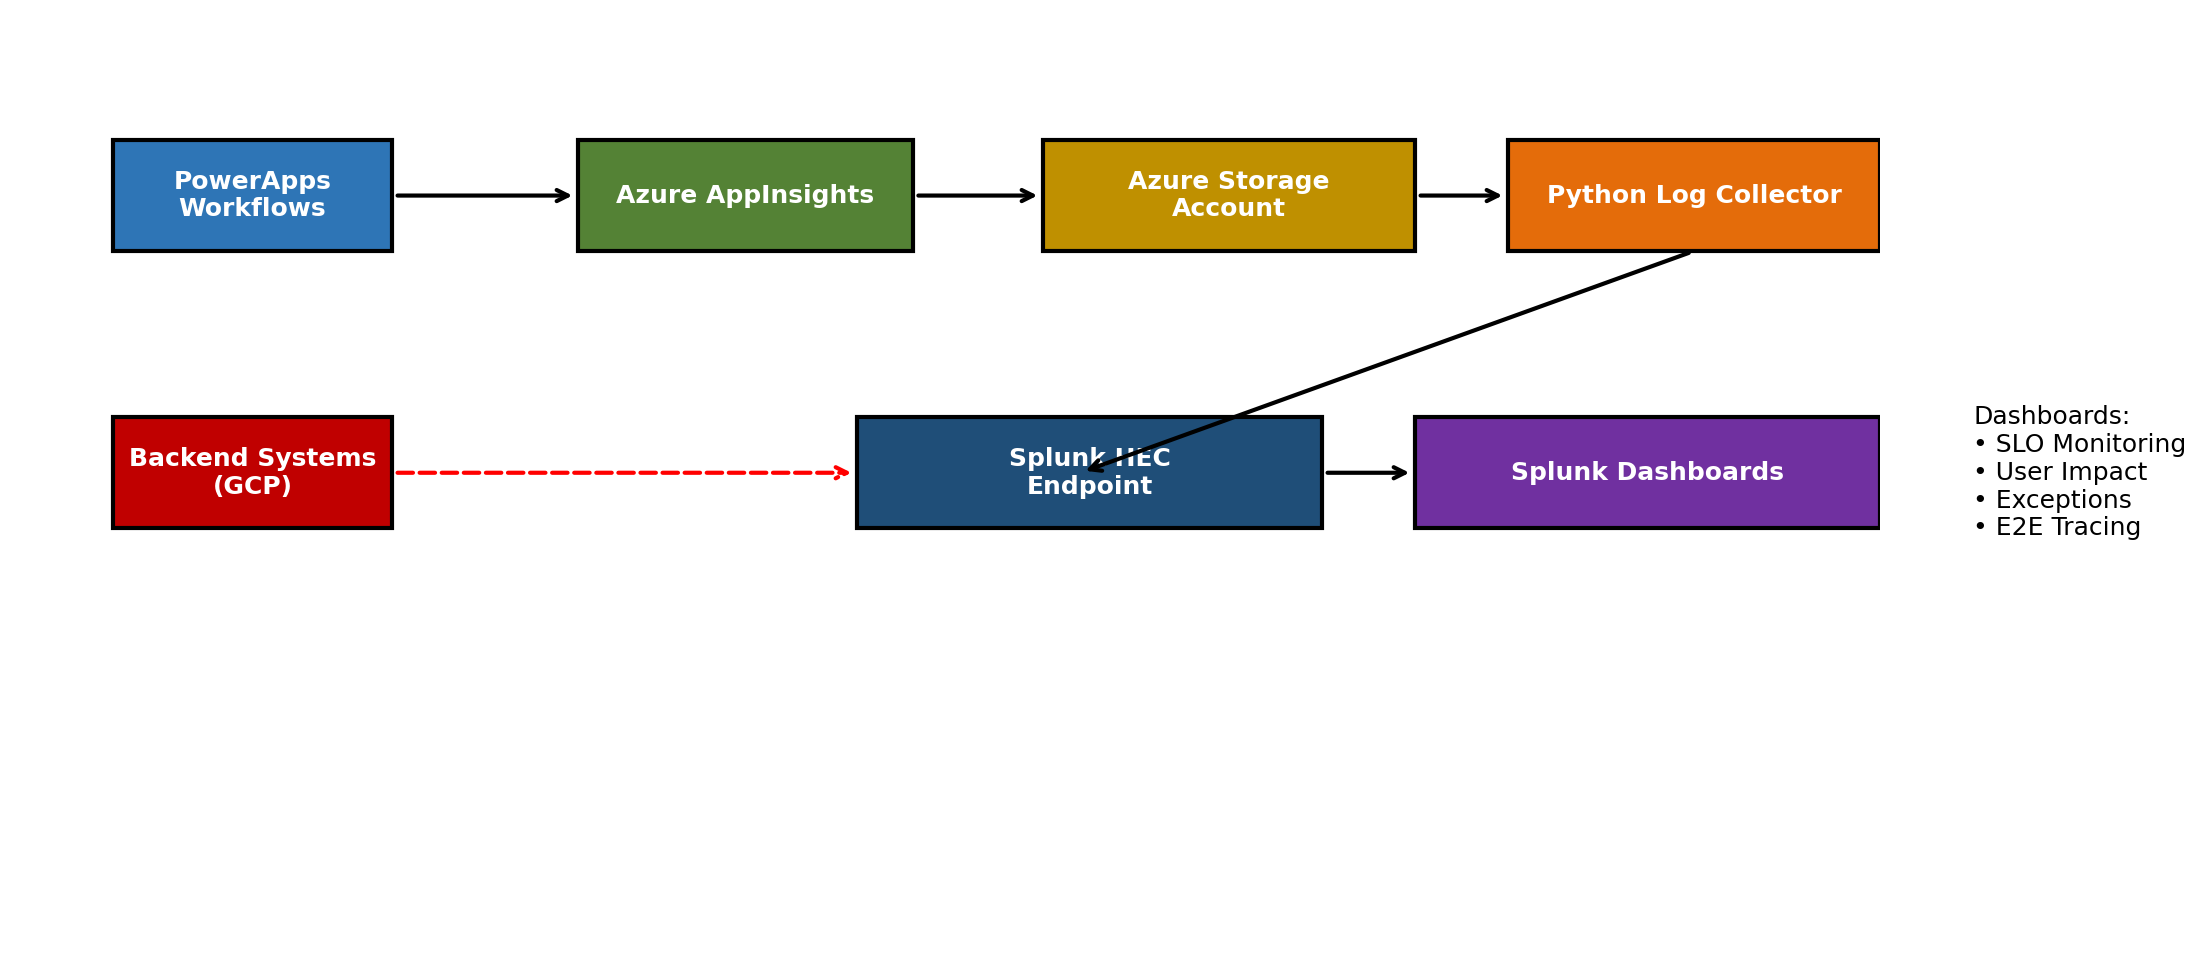 PowerApps
Workflows
Azure AppInsights
Azure Storage
Account
Python Log Collector
Backend Systems
(GCP)
Splunk HEC
Endpoint
Splunk Dashboards
Dashboards:
• SLO Monitoring
• User Impact
• Exceptions
• E2E Tracing